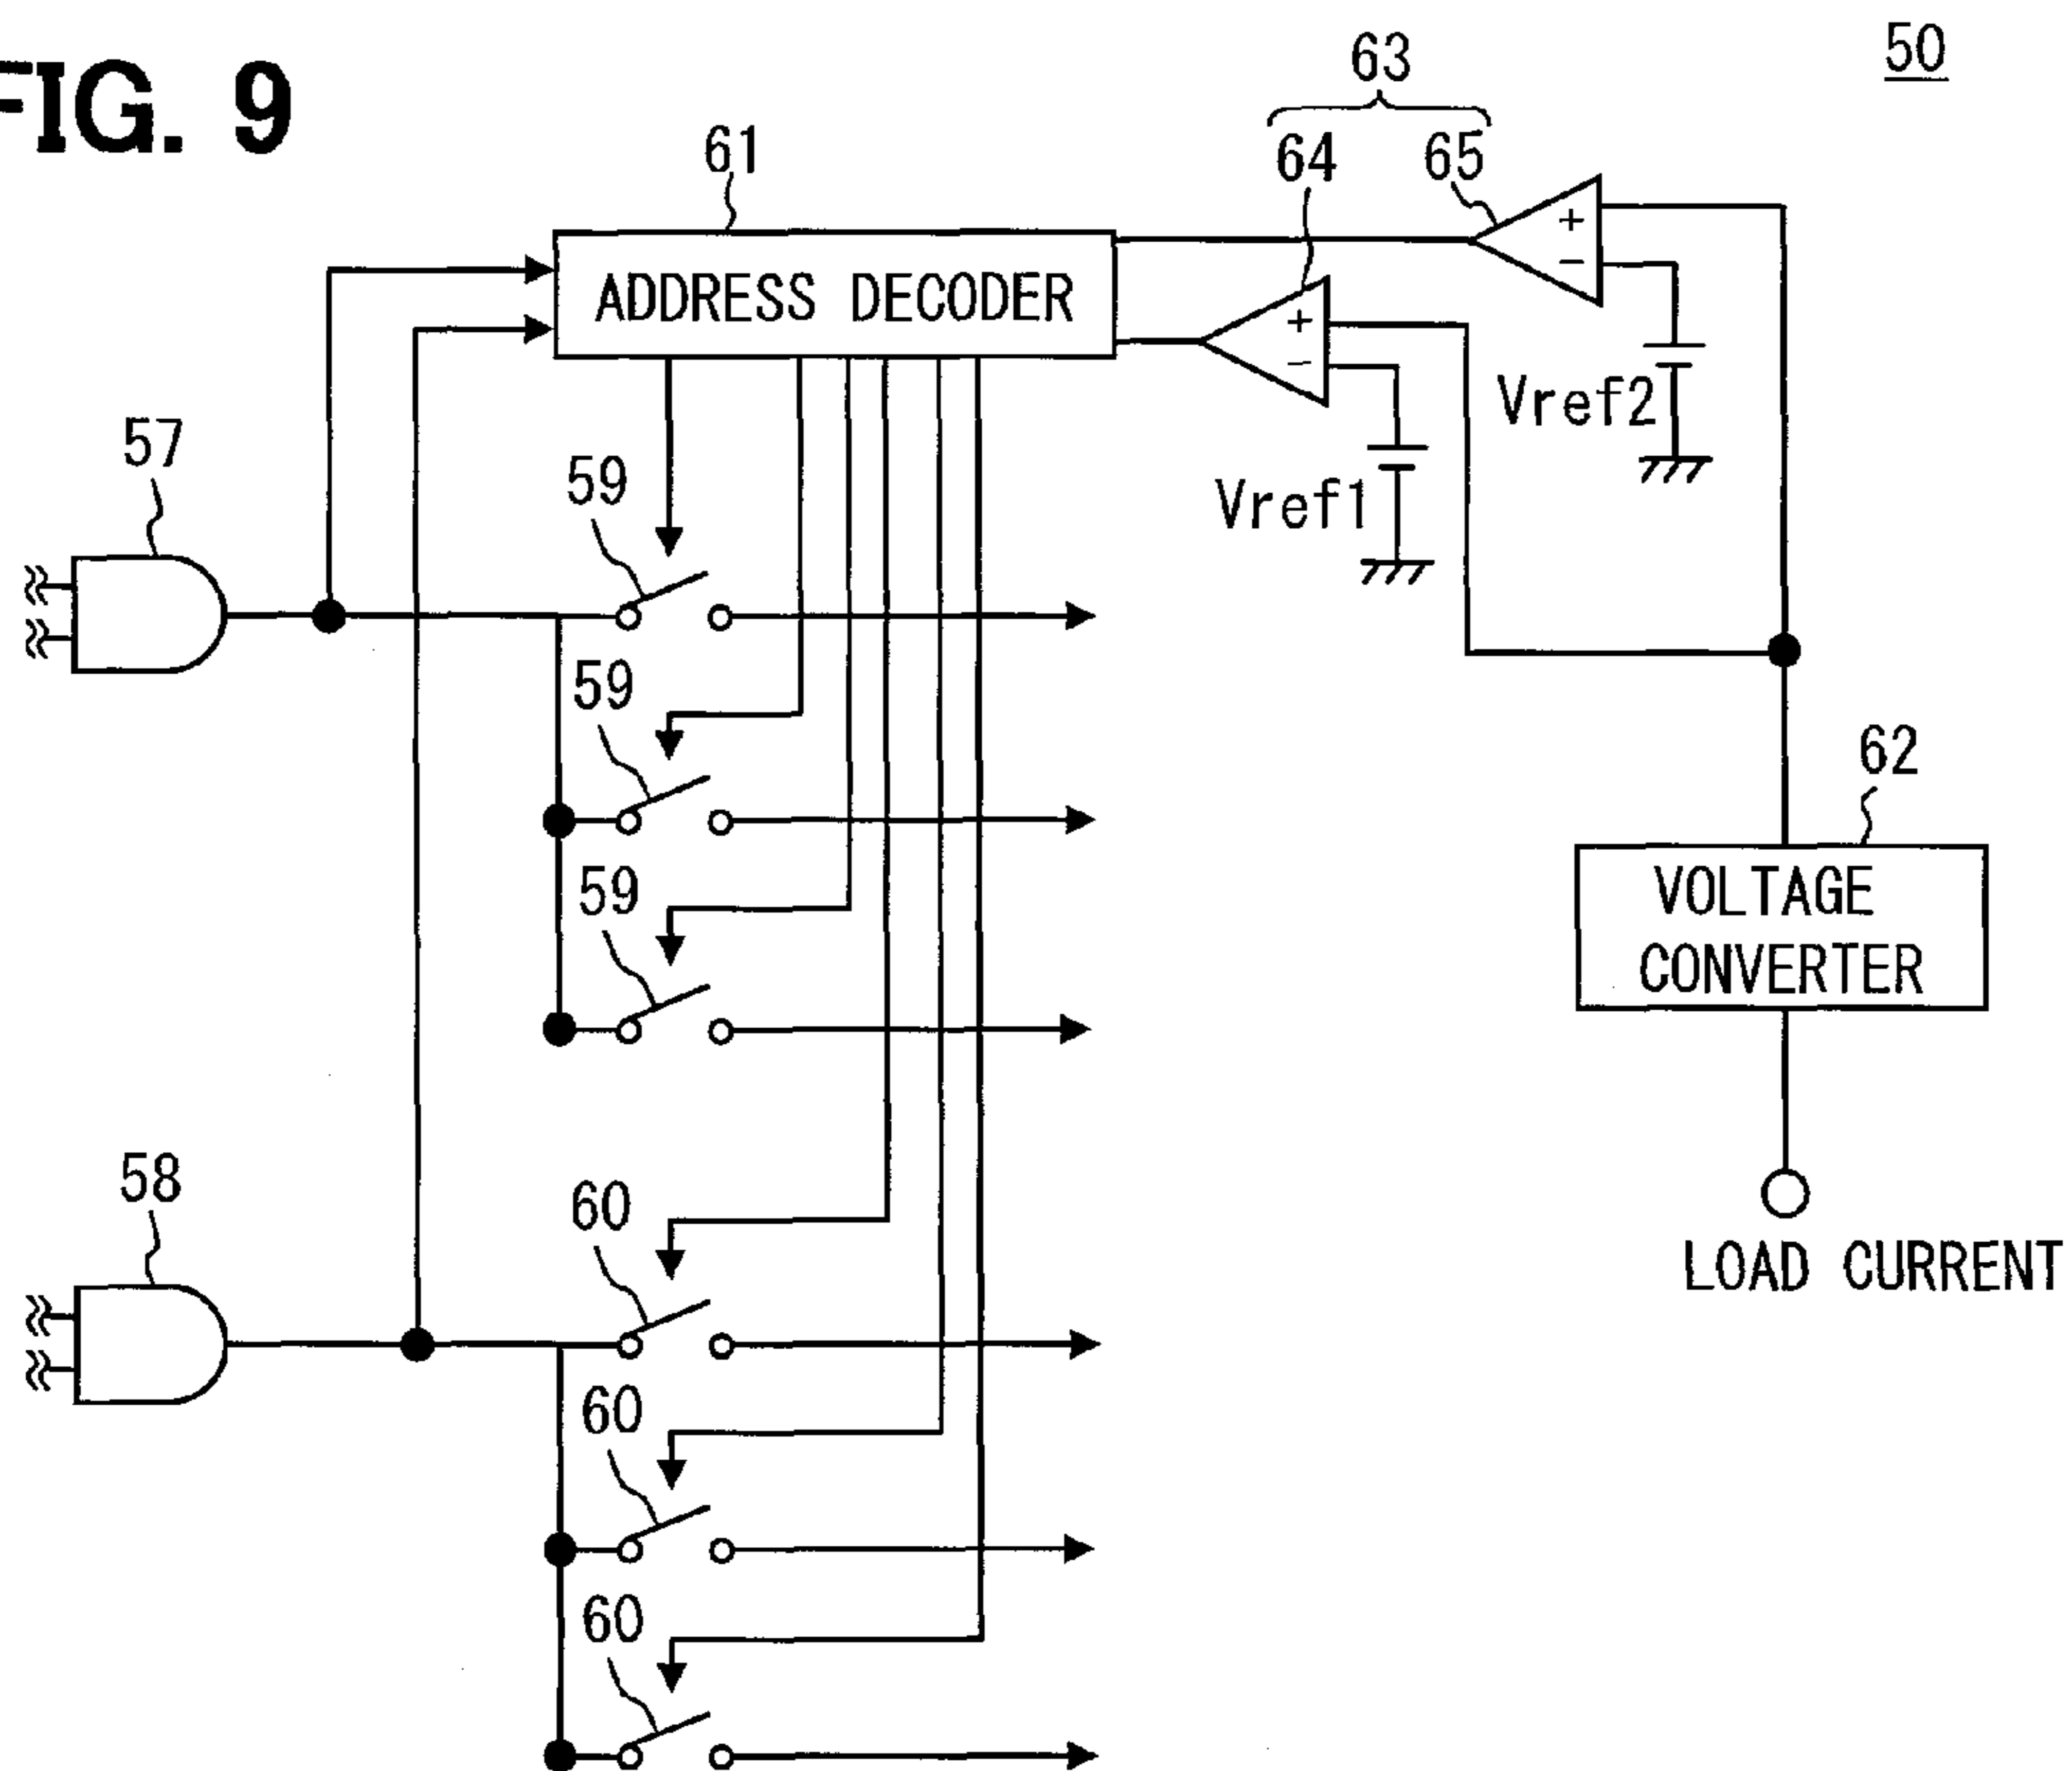 FIG. 9
50
63
64
65
61
ADDRESS DECODER
+
−
+
−
Vref2
Vref1
57
59
59
59
62
VOLTAGE
CONVERTER
LOAD CURRENT
58
60
60
60